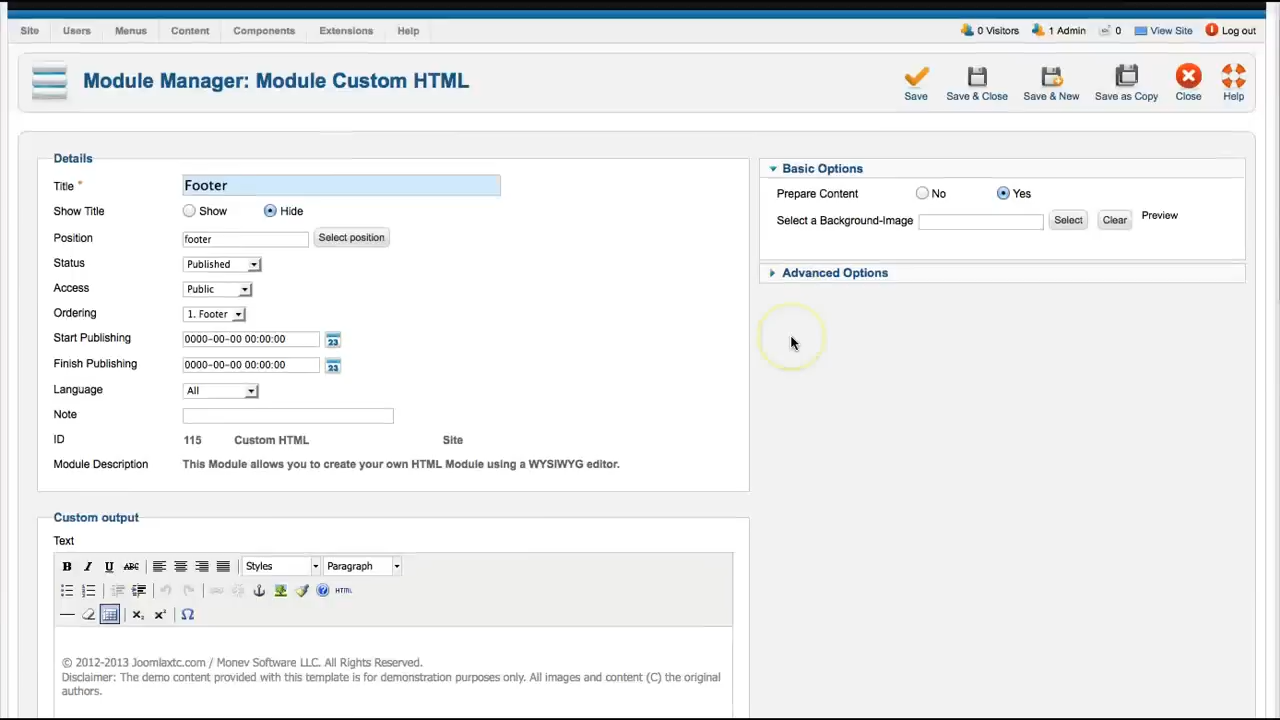 Site Users Menus Content Components Extensions Help 0 Visitors 1 Admin 0 View Site Log out
Module Manager: Module Custom HTML
Save Save & Close Save & New Save as Copy Close Help
Details
Title * Footer
Show Title Show Hide
Position footer Select position
Status Published
Access Public
Ordering 1. Footer
Start Publishing 0000-00-00 00:00:00 23
Finish Publishing 0000-00-00 00:00:00 23
Language All
Note
ID 115 Custom HTML Site
Module Description This Module allows you to create your own HTML Module using a WYSIWYG editor.
Basic Options
Prepare Content No Yes
Select a Background-Image Select Clear Preview
Advanced Options
Custom output
Text
B I U ABC Styles Paragraph
HTML
x₂ x² Ω
© 2012-2013 Joomlaxtc.com / Monev Software LLC. All Rights Reserved.
Disclaimer: The demo content provided with this template is for demonstration purposes only. All images and content (C) the original
authors.